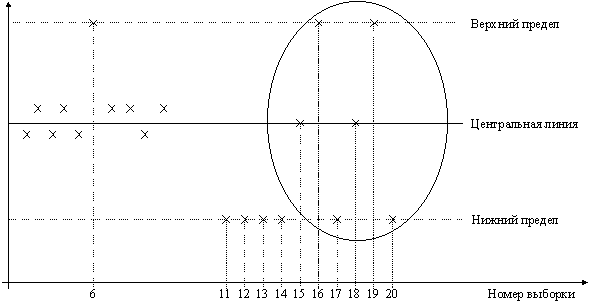 Верхний предел
Центральная линия
Нижний предел
6 11 12 13 14 15 16 17 18 19 20 Номер выборки